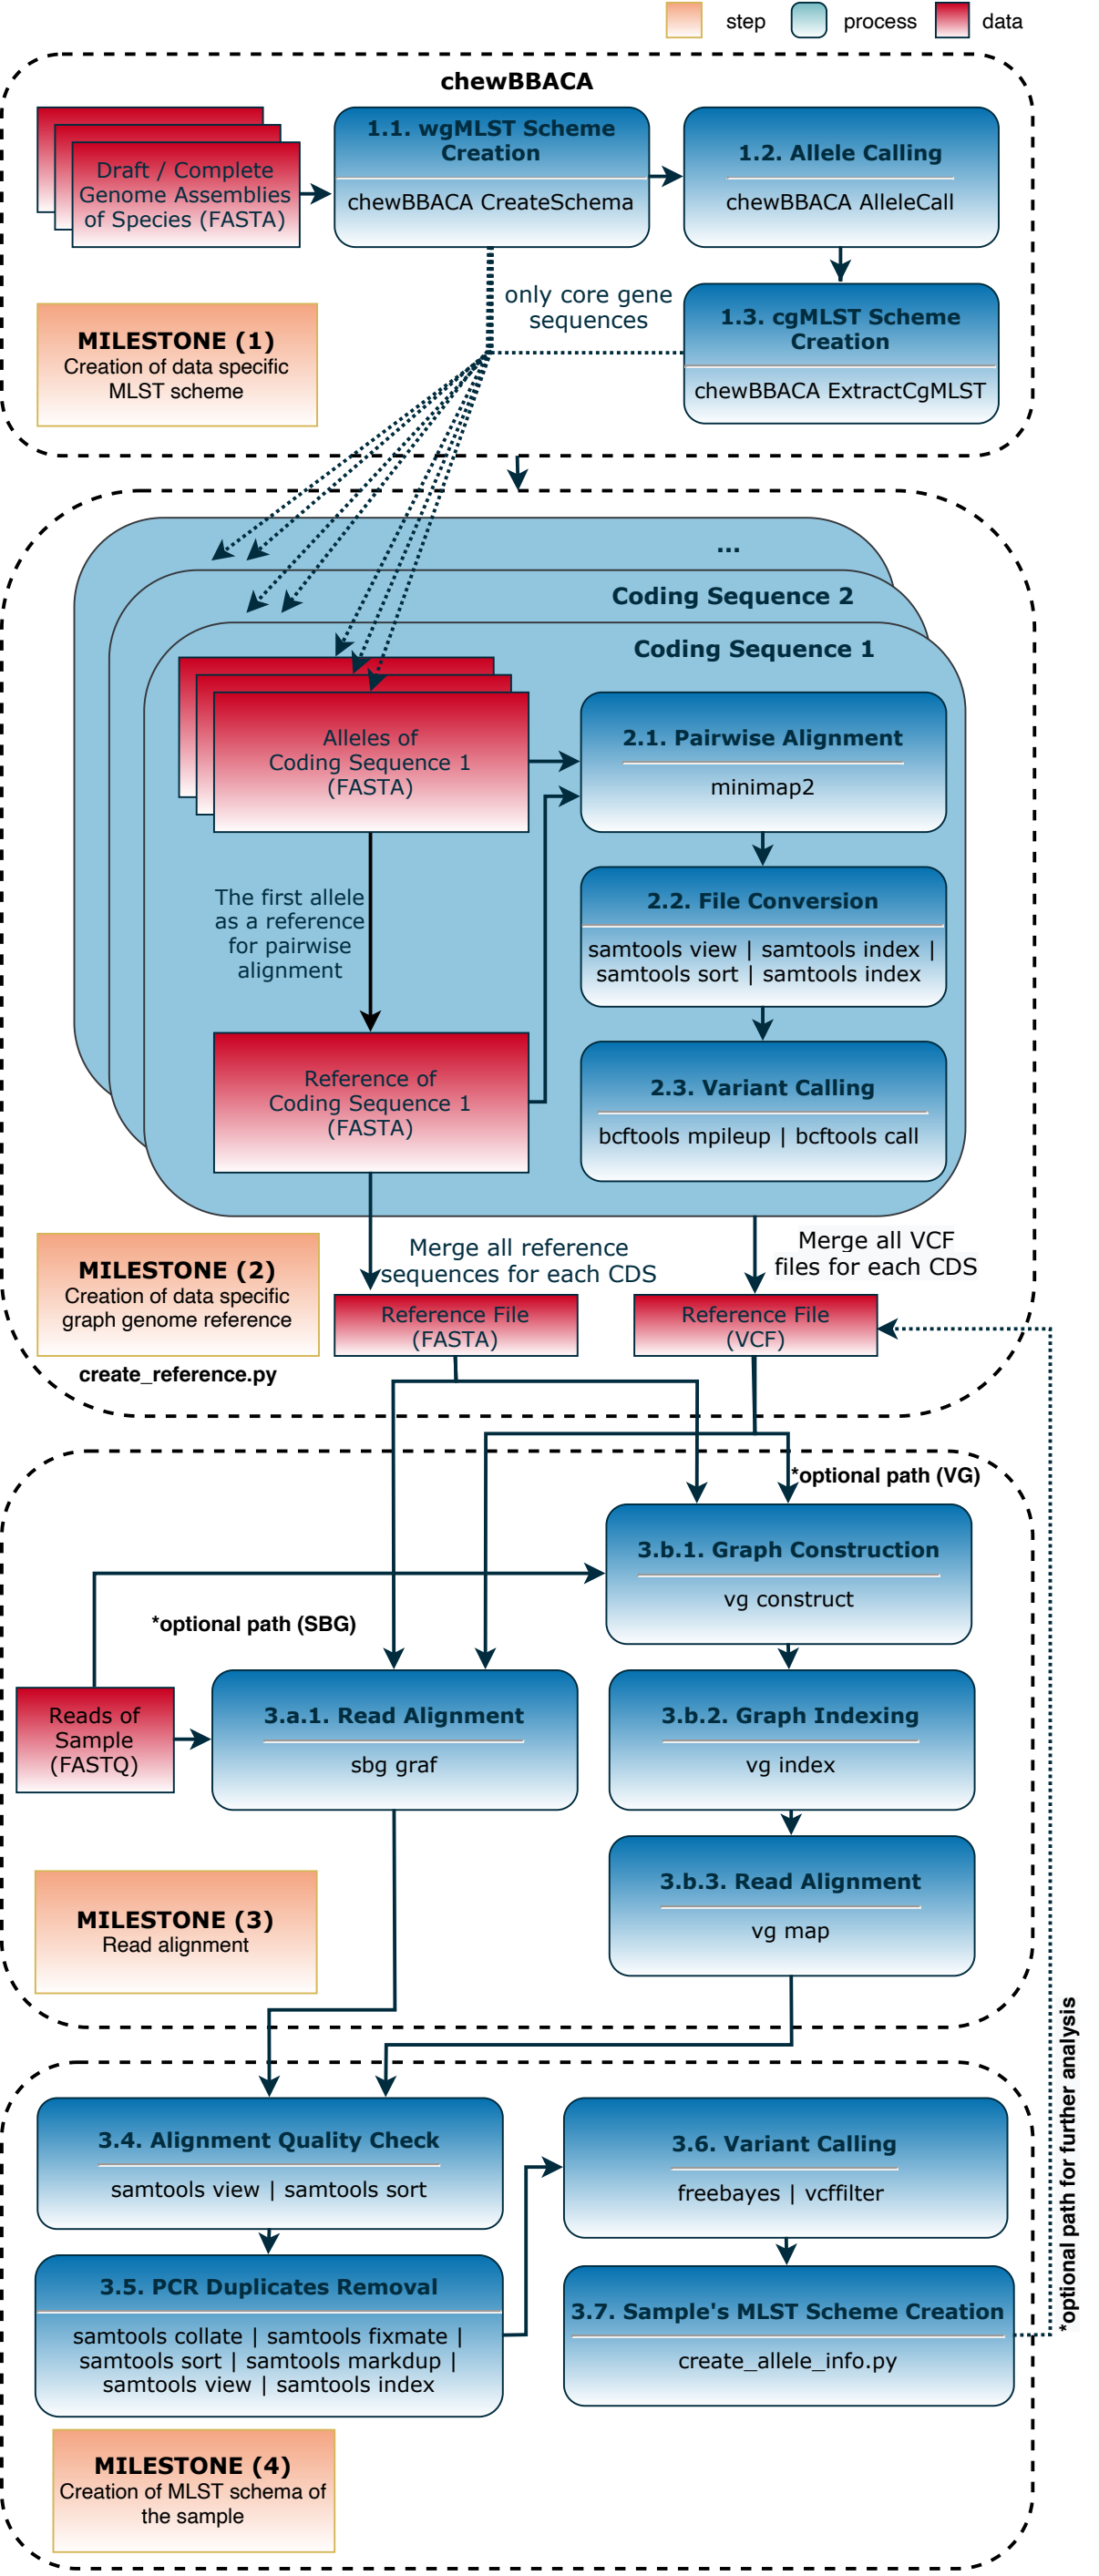 step
process
data
chewBBACA
Draft / Complete
Genome Assemblies
of Species (FASTA)
1.1. wgMLST Scheme
Creation
chewBBACA CreateSchema
1.2. Allele Calling
chewBBACA AlleleCall
only core gene
sequences
1.3. cgMLST Scheme
Creation
chewBBACA ExtractCgMLST
MILESTONE (1)
Creation of data specific
MLST scheme
...
Coding Sequence 2
Coding Sequence 1
Alleles of
Coding Sequence 1
(FASTA)
2.1. Pairwise Alignment
minimap2
The first allele
as a reference
for pairwise
alignment
2.2. File Conversion
samtools view | samtools index |
samtools sort | samtools index
Reference of
Coding Sequence 1
(FASTA)
2.3. Variant Calling
bcftools mpileup | bcftools call
MILESTONE (2)
Creation of data specific
graph genome reference
create_reference.py
Merge all reference
sequences for each CDS
Merge all VCF
files for each CDS
Reference File
(FASTA)
Reference File
(VCF)
*optional path (VG)
3.b.1. Graph Construction
vg construct
*optional path (SBG)
Reads of
Sample
(FASTQ)
3.a.1. Read Alignment
sbg graf
3.b.2. Graph Indexing
vg index
3.b.3. Read Alignment
vg map
MILESTONE (3)
Read alignment
*optional path for further analysis
3.4. Alignment Quality Check
samtools view | samtools sort
3.5. PCR Duplicates Removal
samtools collate | samtools fixmate |
samtools sort | samtools markdup |
samtools view | samtools index
3.6. Variant Calling
freebayes | vcffilter
3.7. Sample's MLST Scheme Creation
create_allele_info.py
MILESTONE (4)
Creation of MLST schema of
the sample